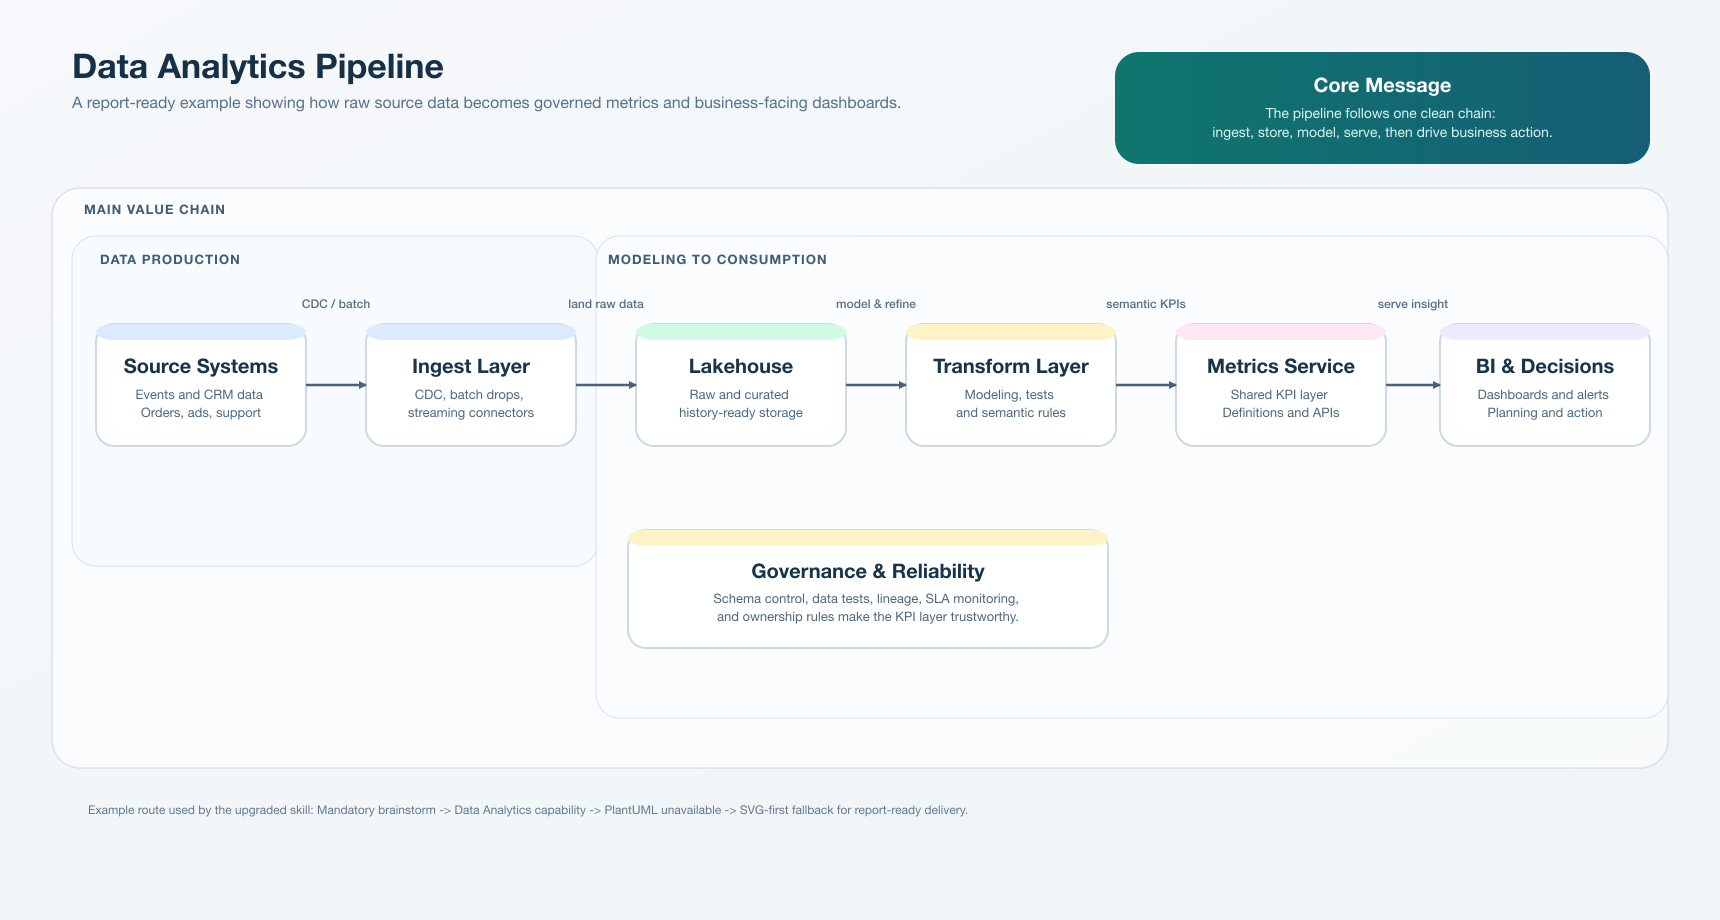 Data Analytics Pipeline
A report-ready example showing how raw source data becomes governed metrics and business-facing dashboards.
Core Message
The pipeline follows one clean chain:
ingest, store, model, serve, then drive business action.
MAIN VALUE CHAIN
DATA PRODUCTION
MODELING TO CONSUMPTION
CDC / batch
land raw data
model & refine
semantic KPIs
serve insight
Source Systems
Events and CRM data
Orders, ads, support
Ingest Layer
CDC, batch drops,
streaming connectors
Lakehouse
Raw and curated
history-ready storage
Transform Layer
Modeling, tests
and semantic rules
Metrics Service
Shared KPI layer
Definitions and APIs
BI & Decisions
Dashboards and alerts
Planning and action
Governance & Reliability
Schema control, data tests, lineage, SLA monitoring,
and ownership rules make the KPI layer trustworthy.
Example route used by the upgraded skill: Mandatory brainstorm -> Data Analytics capability -> PlantUML unavailable -> SVG-first fallback for report-ready delivery.